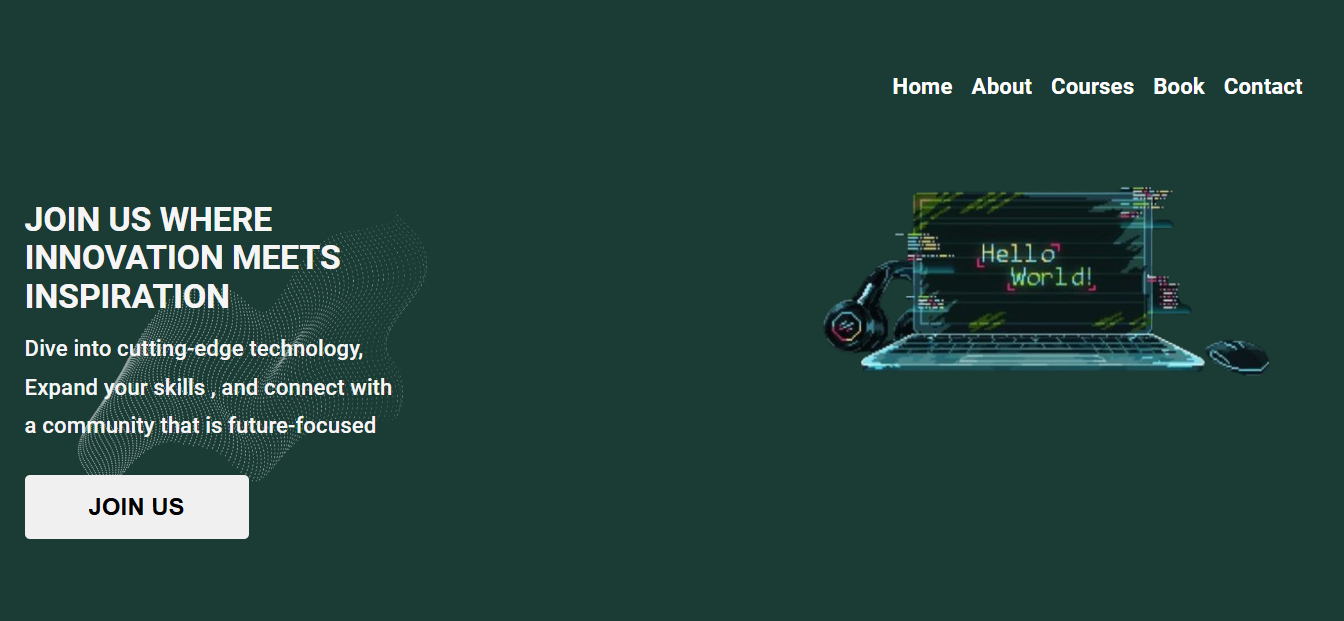 Home About Courses Book Contact
JOIN US WHERE
INNOVATION MEETS
INSPIRATION
Dive into cutting-edge technology,
Expand your skills , and connect with
a community that is future-focused
JOIN US
Hello
World!